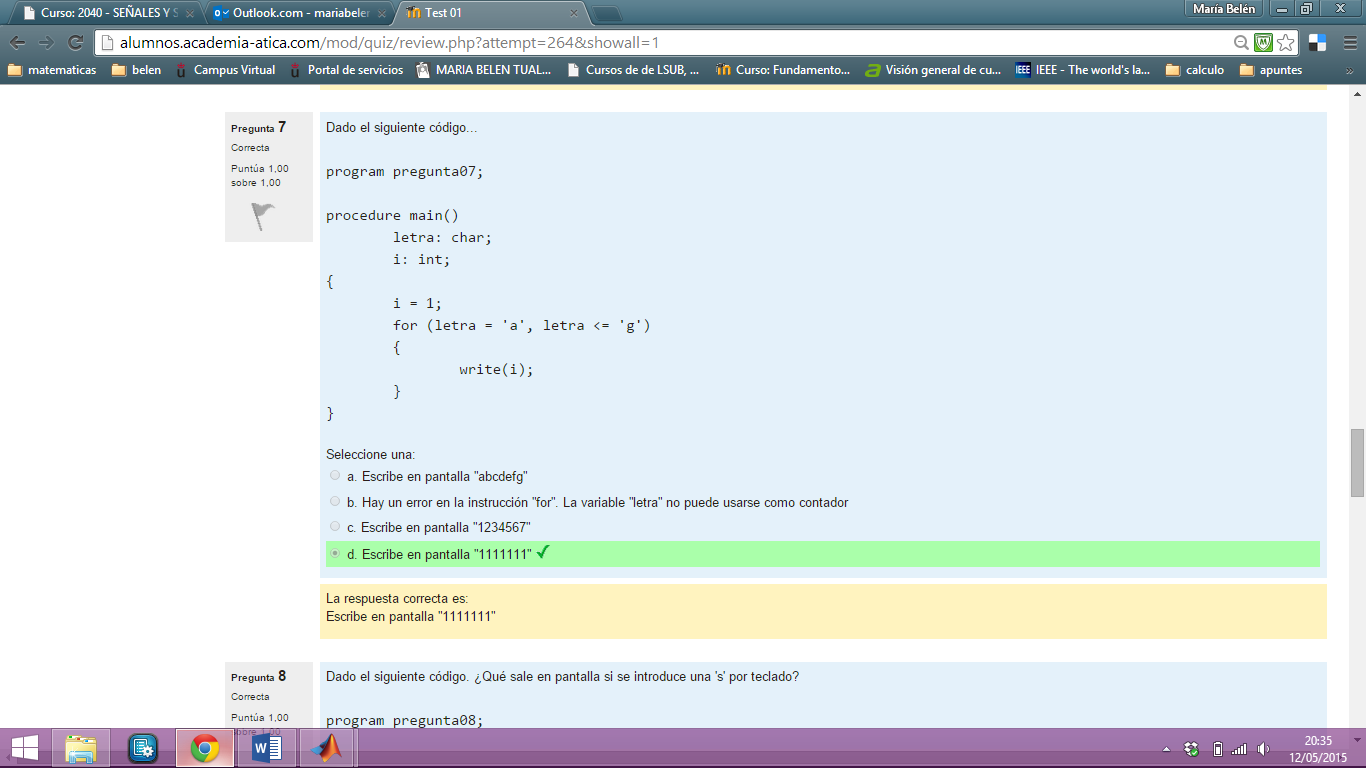 Curso: 2040 - SEÑALES Y S
Outlook.com - mariabelen
Test 01
María Belén
alumnos.academia-atica.com/mod/quiz/review.php?attempt=264&showall=1
matematicas
belen
Campus Virtual
Portal de servicios
MARIA BELEN TUAL...
Cursos de de LSUB, ...
Curso: Fundamento...
Visión general de cu...
IEEE - The world's la...
calculo
apuntes
»
Pregunta 7
Correcta
Puntúa 1,00
sobre 1,00
Dado el siguiente código...
program pregunta07;
procedure main()
letra: char;
i: int;
{
i = 1;
for (letra = 'a', letra <= 'g')
{
write(i);
}
}
Seleccione una:
a. Escribe en pantalla "abcdefg"
b. Hay un error en la instrucción "for". La variable "letra" no puede usarse como contador
c. Escribe en pantalla "1234567"
d. Escribe en pantalla "1111111"
La respuesta correcta es:
Escribe en pantalla "1111111"
Pregunta 8
Correcta
Puntúa 1,00
sobre 1,00
Dado el siguiente código. ¿Qué sale en pantalla si se introduce una 's' por teclado?
program pregunta08;
20:35
12/05/2015